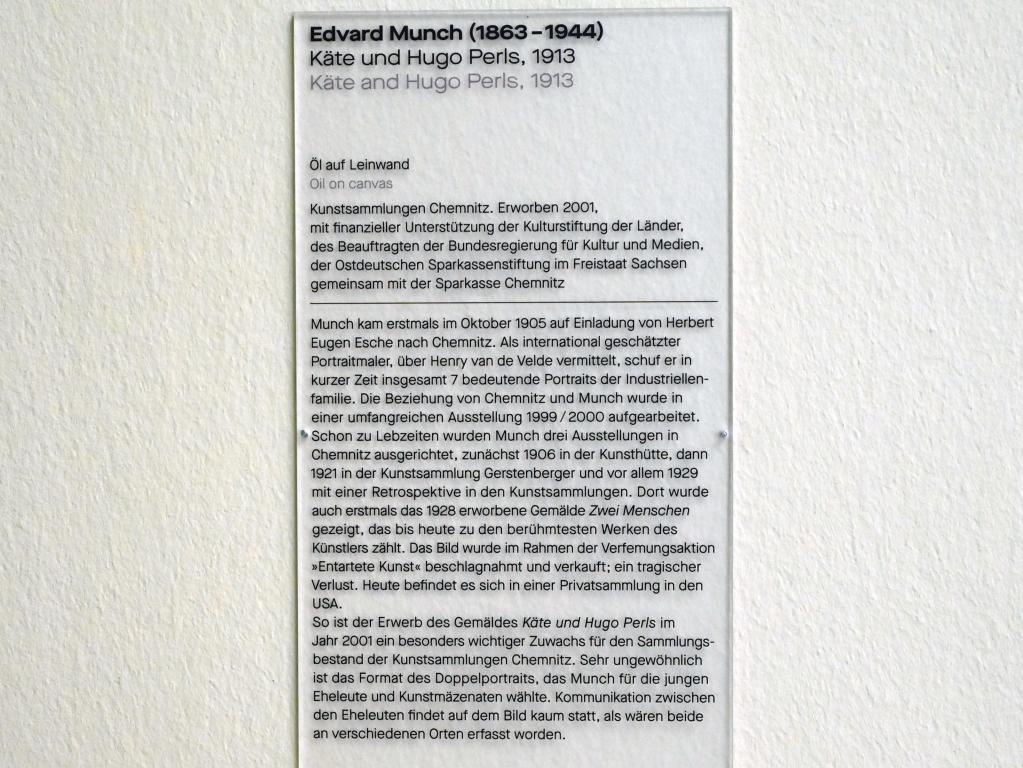 Edvard Munch (1863 – 1944)
Käte und Hugo Perls, 1913
Käte and Hugo Perls, 1913
Öl auf Leinwand
Oil on canvas
Kunstsammlungen Chemnitz. Erworben 2001,
mit finanzieller Unterstützung der Kulturstiftung der Länder,
des Beauftragten der Bundesregierung für Kultur und Medien,
der Ostdeutschen Sparkassenstiftung im Freistaat Sachsen
gemeinsam mit der Sparkasse Chemnitz
Munch kam erstmals im Oktober 1905 auf Einladung von Herbert
Eugen Esche nach Chemnitz. Als international geschätzter
Portraitmaler, über Henry van de Velde vermittelt, schuf er in
kurzer Zeit insgesamt 7 bedeutende Portraits der Industriellen-
familie. Die Beziehung von Chemnitz und Munch wurde in
einer umfangreichen Ausstellung 1999 / 2000 aufgearbeitet.
Schon zu Lebzeiten wurden Munch drei Ausstellungen in
Chemnitz ausgerichtet, zunächst 1906 in der Kunsthütte, dann
1921 in der Kunstsammlung Gerstenberger und vor allem 1929
mit einer Retrospektive in den Kunstsammlungen. Dort wurde
auch erstmals das 1928 erworbene Gemälde Zwei Menschen
gezeigt, das bis heute zu den berühmtesten Werken des
Künstlers zählt. Das Bild wurde im Rahmen der Verfemungsaktion
»Entartete Kunst« beschlagnahmt und verkauft; ein tragischer
Verlust. Heute befindet es sich in einer Privatsammlung in den
USA.
So ist der Erwerb des Gemäldes Käte und Hugo Perls im
Jahr 2001 ein besonders wichtiger Zuwachs für den Sammlungs-
bestand der Kunstsammlungen Chemnitz. Sehr ungewöhnlich
ist das Format des Doppelportraits, das Munch für die jungen
Eheleute und Kunstmäzenaten wählte. Kommunikation zwischen
den Eheleuten findet auf dem Bild kaum statt, als wären beide
an verschiedenen Orten erfasst worden.